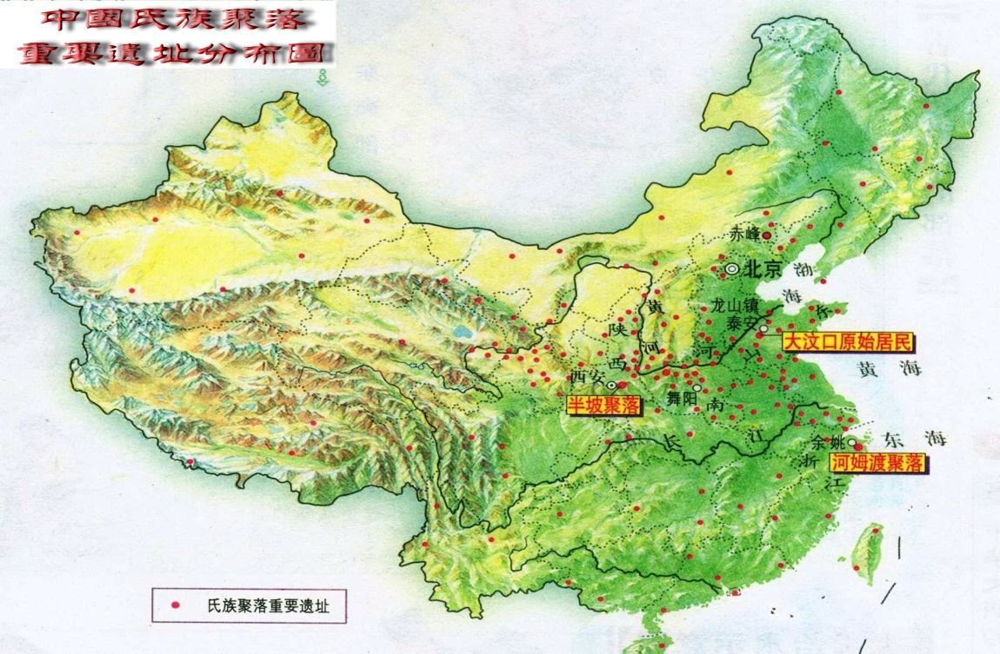 中國氏族聚落
重要遺址分布圖
赤峰
北京
渤海
龙山镇
泰安
山东
大汶口原始居民
黄海
黄河
陕西
西安
半坡聚落
河南
舞阳
长江
余姚
东海
河姆渡聚落
浙江
氏族聚落重要遗址